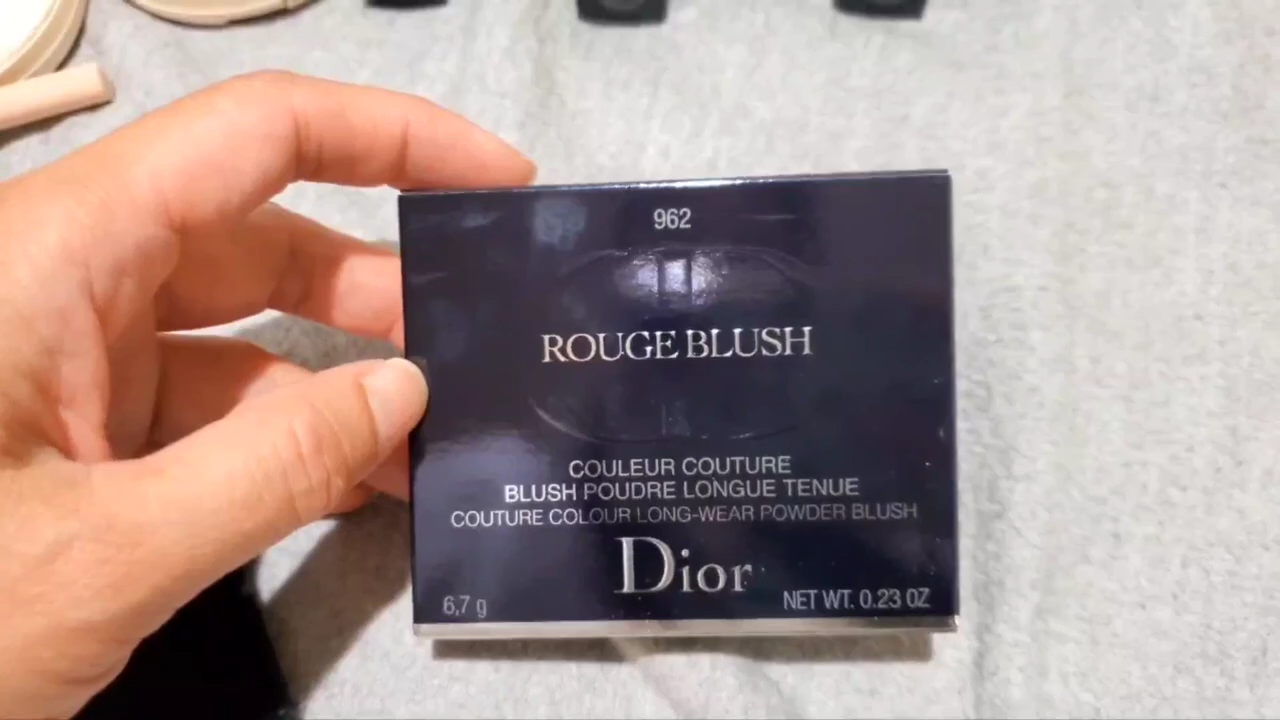 962
ROUGE BLUSH
COULEUR COUTURE
BLUSH POUDRE LONGUE TENUE
COUTURE COLOUR LONG-WEAR POWDER BLUSH
Dior
6,7 g
NET WT. 0.23 OZ